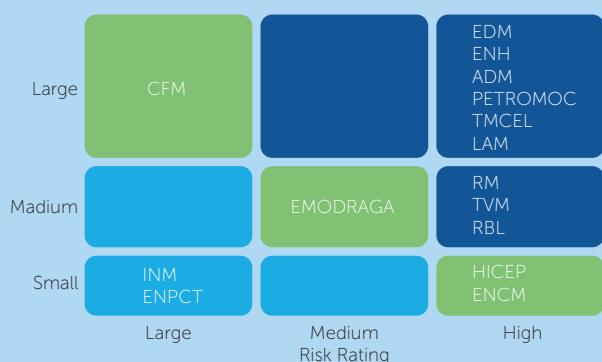 Large
CFM
EDM
ENH
ADM
PETROMOC
TMCEL
LAM
Madium
EMODRAGA
RM
TVM
RBL
Small
INM
ENPCT
HICEP
ENCM
Large
Medium
High
Risk Rating